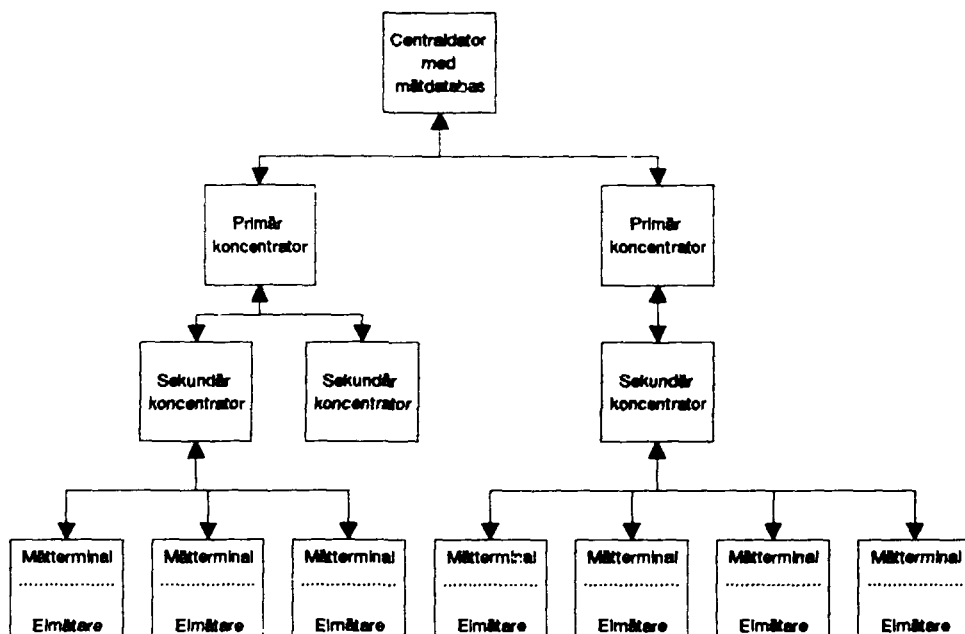 Centraldator
med
mätdatabas
Primär
koncentrator
Primär
koncentrator
Sekundär
koncentrator
Sekundär
koncentrator
Sekundär
koncentrator
Mätterminal
Mätterminal
Mätterminal
Mätterminal
Mätterminal
Mätterminal
Mätterminal
Elmätare
Elmätare
Elmätare
Elmätare
Elmätare
Elmätare
Elmätare